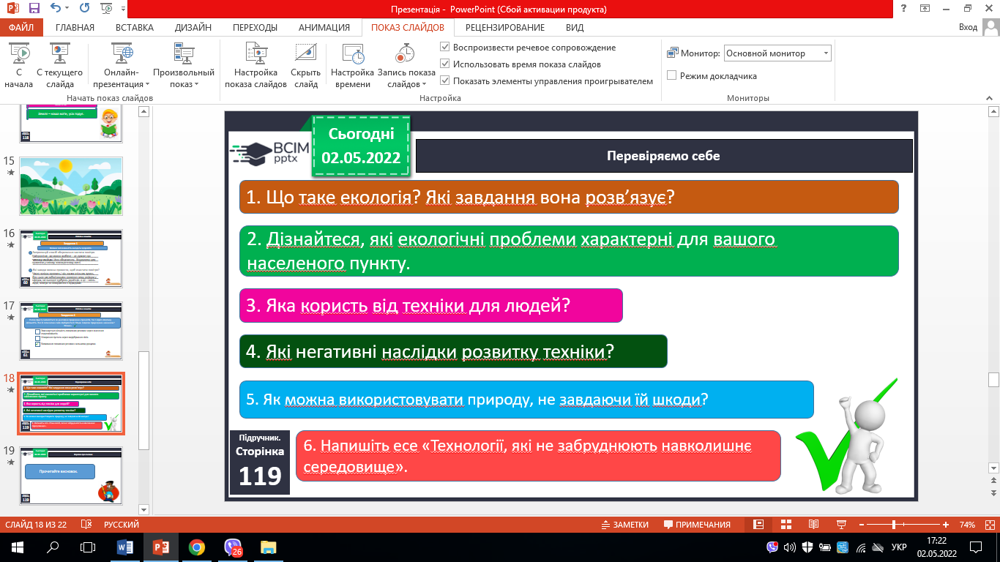 Презентація - PowerPoint (Сбой активации продукта)
ФАЙЛ ГЛАВНАЯ ВСТАВКА ДИЗАЙН ПЕРЕХОДЫ АНИМАЦИЯ ПОКАЗ СЛАЙДОВ РЕЦЕНЗИРОВАНИЕ ВИД Вход
С начала
С текущего слайда
Онлайн-презентация
Произвольный показ
Начать показ слайдов
Настройка показа слайдов
Скрыть слайд
Настройка времени
Запись показа слайдов
Воспроизвести речевое сопровождение
Использовать время показа слайдов
Показать элементы управления проигрывателем
Настройка
Монитор: Основной монитор
Режим докладчика
Мониторы
118
15
16
60
17
61
18
19
Прочитайте висновок.
119
Сьогодні
02.05.2022
BCIM
pptx
Перевіряємо себе
1. Що таке екологія? Які завдання вона розв’язує?
2. Дізнайтеся, які екологічні проблеми характерні для вашого
населеного пункту.
3. Яка користь від техніки для людей?
4. Які негативні наслідки розвитку техніки?
5. Як можна використовувати природу, не завдаючи їй шкоди?
Підручник.
Сторінка
119
6. Напишіть есе «Технології, які не забруднюють навколишнє
середовище».
СЛАЙД 18 ИЗ 22 РУССКИЙ ЗАМЕТКИ ПРИМЕЧАНИЯ 74%
26
УКР
17:22
02.05.2022